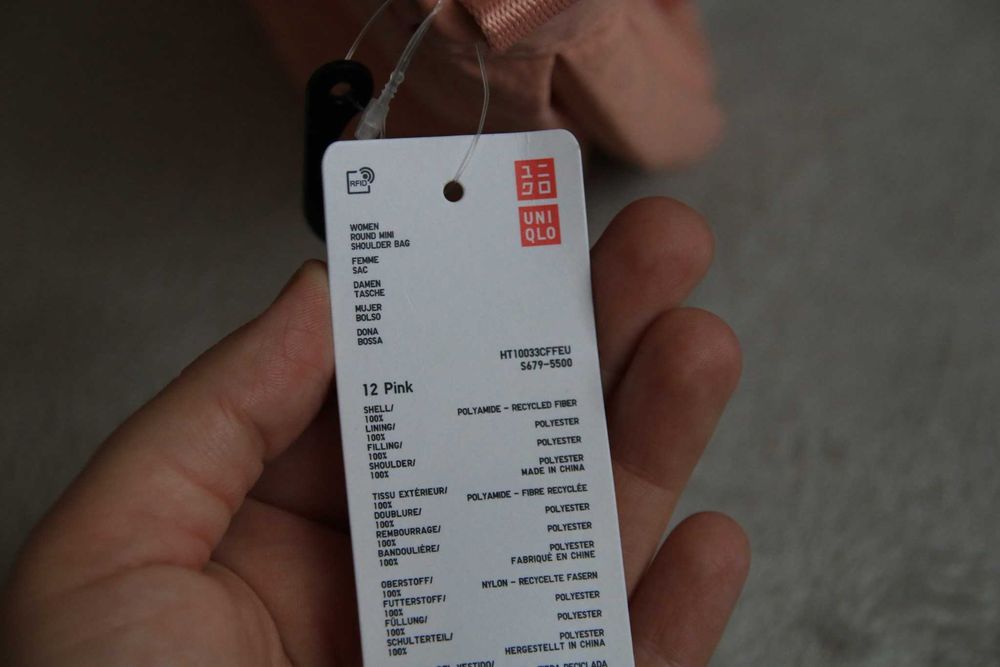 RFID
ユニ
クロ
UNI
QLO
WOMEN
ROUND MINI
SHOULDER BAG
FEMME
SAC
DAMEN
TASCHE
MUJER
BOLSO
DONA
BOSSA
HT10033CFFEU
S679-5500
12 Pink
SHELL/ POLYAMIDE - RECYCLED FIBER
100%
LINING/ POLYESTER
100%
FILLING/ POLYESTER
100%
SHOULDER/ POLYESTER
100% MADE IN CHINA
TISSU EXTÉRIEUR/ POLYAMIDE - FIBRE RECYCLÉE
100%
DOUBLURE/ POLYESTER
100%
REMBOURRAGE/ POLYESTER
100%
BANDOULIÈRE/ POLYESTER
100% FABRIQUÉ EN CHINE
OBERSTOFF/ NYLON - RECYCELTE FASERN
100%
FUTTERSTOFF/ POLYESTER
100%
FÜLLUNG/ POLYESTER
100%
SCHULTERTEIL/ POLYESTER
100% HERGESTELLT IN CHINA
VESTIDO/ RECICLADA